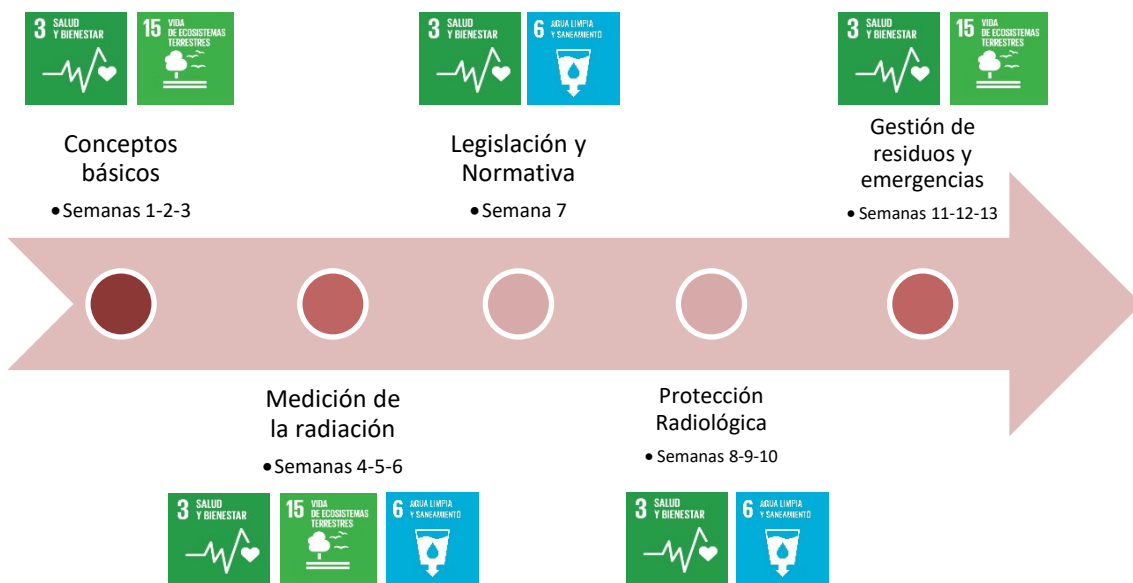 3 SALUD
Y BIENESTAR
15 VIDA
DE ECOSISTEMAS
TERRESTRES
3 SALUD
Y BIENESTAR
6 AGUA LIMPIA
Y SANEAMIENTO
3 SALUD
Y BIENESTAR
15 VIDA
DE ECOSISTEMAS
TERRESTRES
Conceptos
básicos
•Semanas 1-2-3
Legislación y
Normativa
•Semana 7
Gestión de
residuos y
emergencias
• Semanas 11-12-13
Medición de
la radiación
•Semanas 4-5-6
Protección
Radiológica
• Semanas 8-9-10
3 SALUD
Y BIENESTAR
15 VIDA
DE ECOSISTEMAS
TERRESTRES
6 AGUA LIMPIA
Y SANEAMIENTO
3 SALUD
Y BIENESTAR
6 AGUA LIMPIA
Y SANEAMIENTO